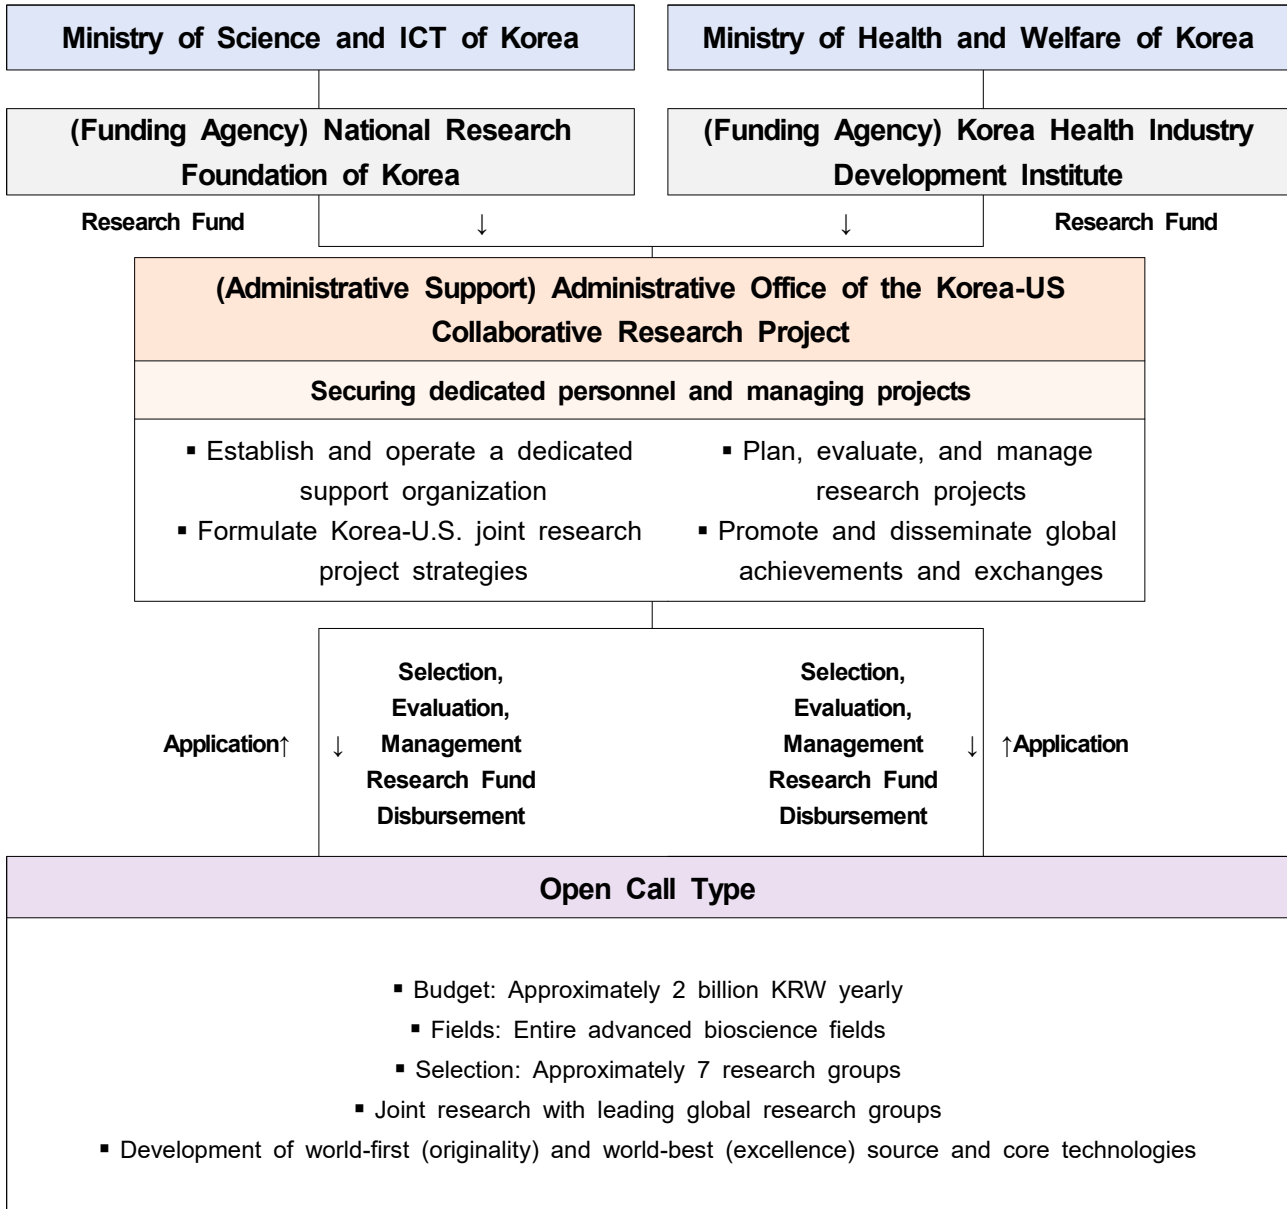 Ministry of Science and ICT of Korea
Ministry of Health and Welfare of Korea
(Funding Agency) National Research
Foundation of Korea
(Funding Agency) Korea Health Industry
Development Institute
Research Fund
↓
↓
Research Fund
(Administrative Support) Administrative Office of the Korea-US
Collaborative Research Project
Securing dedicated personnel and managing projects
▪ Establish and operate a dedicated
support organization
▪ Formulate Korea-U.S. joint research
project strategies
▪ Plan, evaluate, and manage
research projects
▪ Promote and disseminate global
achievements and exchanges
Application↑
↓
Selection,
Evaluation,
Management
Research Fund
Disbursement
Selection,
Evaluation,
Management
Research Fund
Disbursement
↓
↑Application
Open Call Type
▪ Budget: Approximately 2 billion KRW yearly
▪ Fields: Entire advanced bioscience fields
▪ Selection: Approximately 7 research groups
▪ Joint research with leading global research groups
▪ Development of world-first (originality) and world-best (excellence) source and core technologies